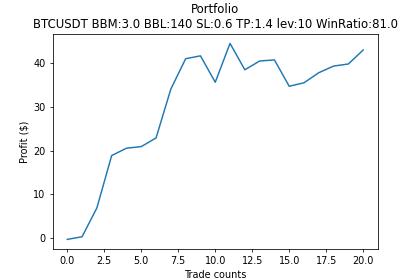 Portfolio
BTCUSDT BBM:3.0 BBL:140 SL:0.6 TP:1.4 lev:10 WinRatio:81.0
40
30
20
10
0
Profit ($)
0.0 2.5 5.0 7.5 10.0 12.5 15.0 17.5 20.0
Trade counts